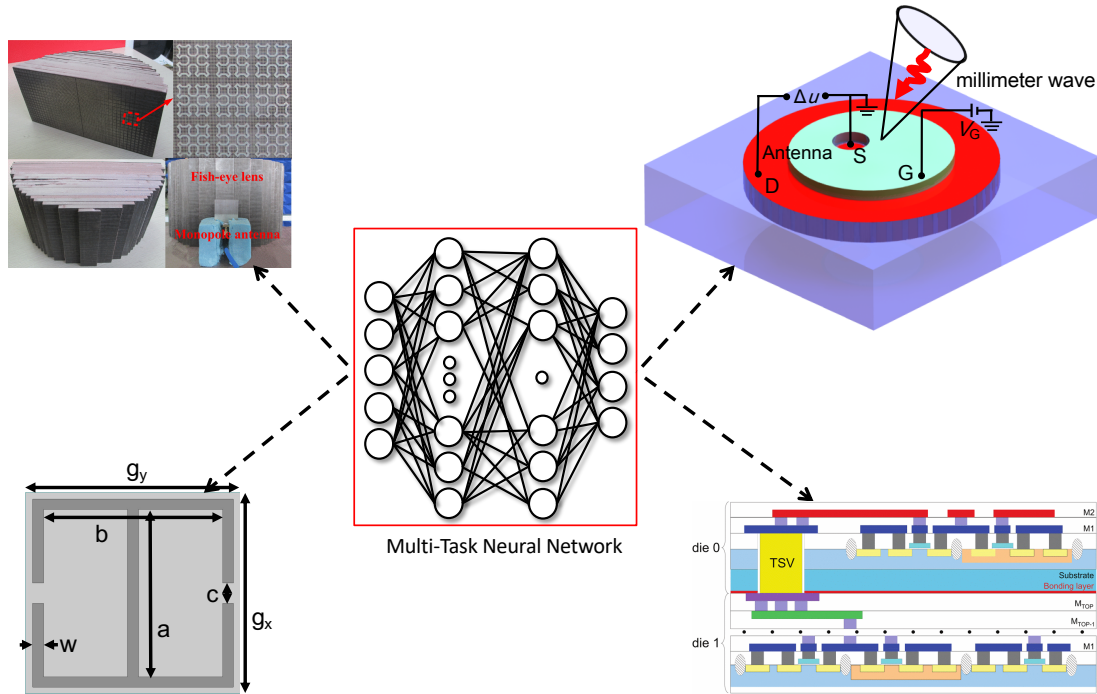 Fish-eye lens
Monopole antenna
millimeter wave
Δu
V_G
Antenna
S
D
G
Multi-Task Neural Network
g_y
b
c
a
w
g_x
M2
M1
die 0
TSV
Substrate
Bonding layer
M_TOP
M_TOP-1
die 1
M1